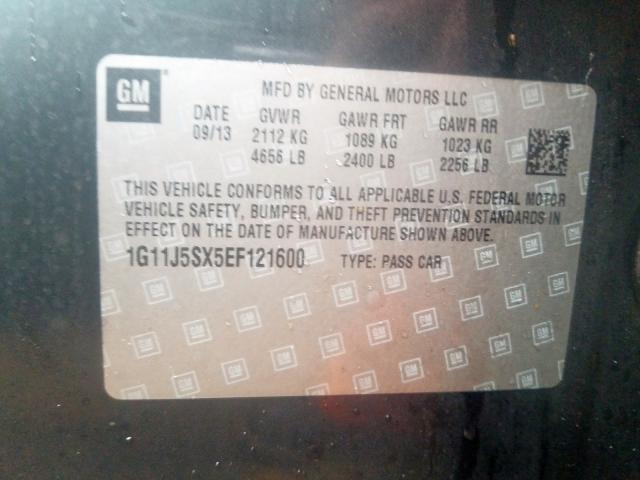 GM
MFD BY GENERAL MOTORS LLC
DATE GVWR GAWR FRT GAWR RR
09/13 2112 KG 1089 KG 1023 KG
4656 LB 2400 LB 2256 LB
THIS VEHICLE CONFORMS TO ALL APPLICABLE U.S. FEDERAL MOTOR
VEHICLE SAFETY, BUMPER, AND THEFT PREVENTION STANDARDS IN
EFFECT ON THE DATE OF MANUFACTURE SHOWN ABOVE.
1G11J5SX5EF121600 TYPE: PASS CAR